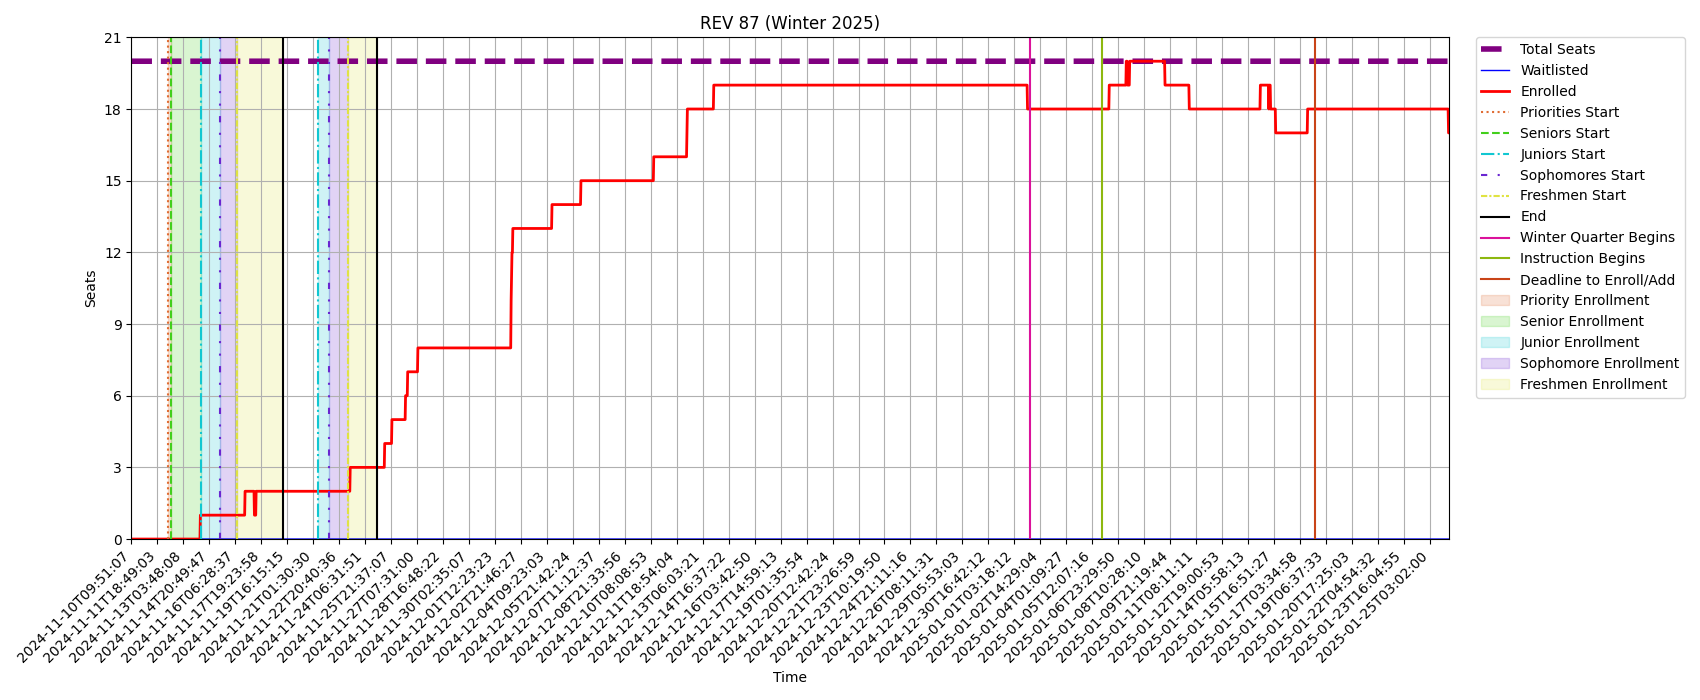 REV 87 (Winter 2025)
Seats
21
18
15
12
9
6
3
0
2024-11-10T09:51:07
2024-11-11T18:49:03
2024-11-13T03:48:08
2024-11-14T20:49:47
2024-11-16T06:28:37
2024-11-17T19:23:58
2024-11-19T16:15:15
2024-11-21T01:30:30
2024-11-22T20:40:36
2024-11-24T06:31:51
2024-11-25T21:37:07
2024-11-27T07:31:00
2024-11-28T16:48:22
2024-11-30T02:35:07
2024-12-01T12:23:23
2024-12-02T21:46:27
2024-12-04T09:23:03
2024-12-05T21:42:24
2024-12-07T11:12:37
2024-12-08T21:33:56
2024-12-10T08:08:53
2024-12-11T18:54:04
2024-12-13T06:03:21
2024-12-14T16:37:22
2024-12-16T03:42:50
2024-12-17T14:59:13
2024-12-19T01:35:54
2024-12-20T12:42:24
2024-12-21T23:26:59
2024-12-23T10:19:50
2024-12-24T21:11:16
2024-12-26T08:11:31
2024-12-29T05:53:03
2024-12-30T16:42:12
2025-01-01T03:18:12
2025-01-02T14:29:04
2025-01-04T01:09:27
2025-01-05T12:07:16
2025-01-06T23:29:50
2025-01-08T10:28:10
2025-01-09T21:19:44
2025-01-11T08:11:11
2025-01-12T19:00:53
2025-01-14T05:58:13
2025-01-15T16:51:27
2025-01-17T03:34:58
2025-01-19T06:37:33
2025-01-20T17:25:03
2025-01-22T04:54:32
2025-01-23T16:04:55
2025-01-25T03:02:00
Time
Total Seats
Waitlisted
Enrolled
Priorities Start
Seniors Start
Juniors Start
Sophomores Start
Freshmen Start
End
Winter Quarter Begins
Instruction Begins
Deadline to Enroll/Add
Priority Enrollment
Senior Enrollment
Junior Enrollment
Sophomore Enrollment
Freshmen Enrollment